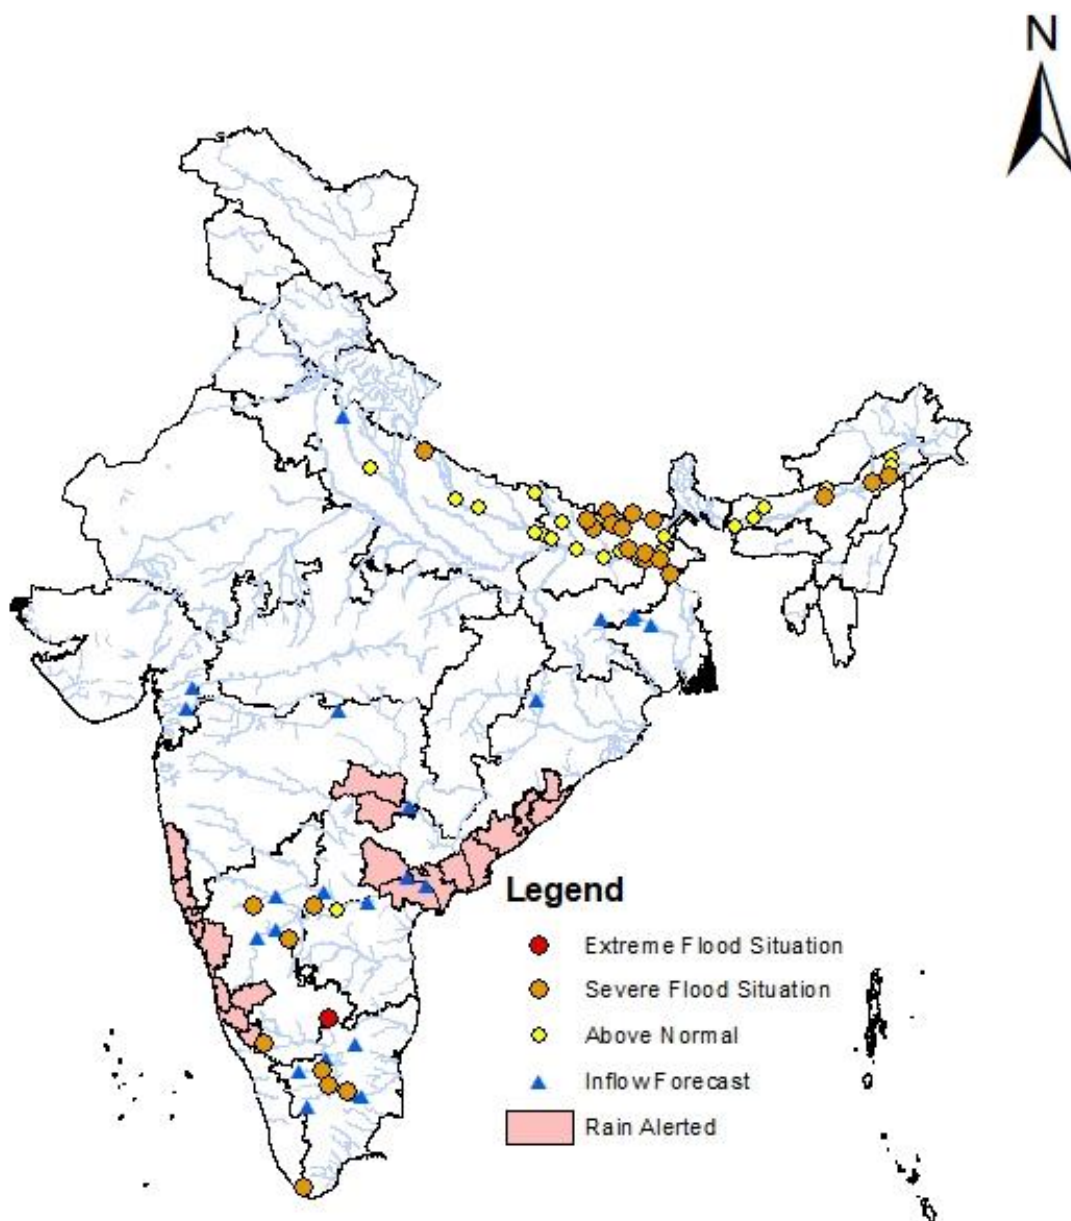 N
Legend
Extreme Flood Situation
Severe Flood Situation
Above Normal
Inflow Forecast
Rain Alerted